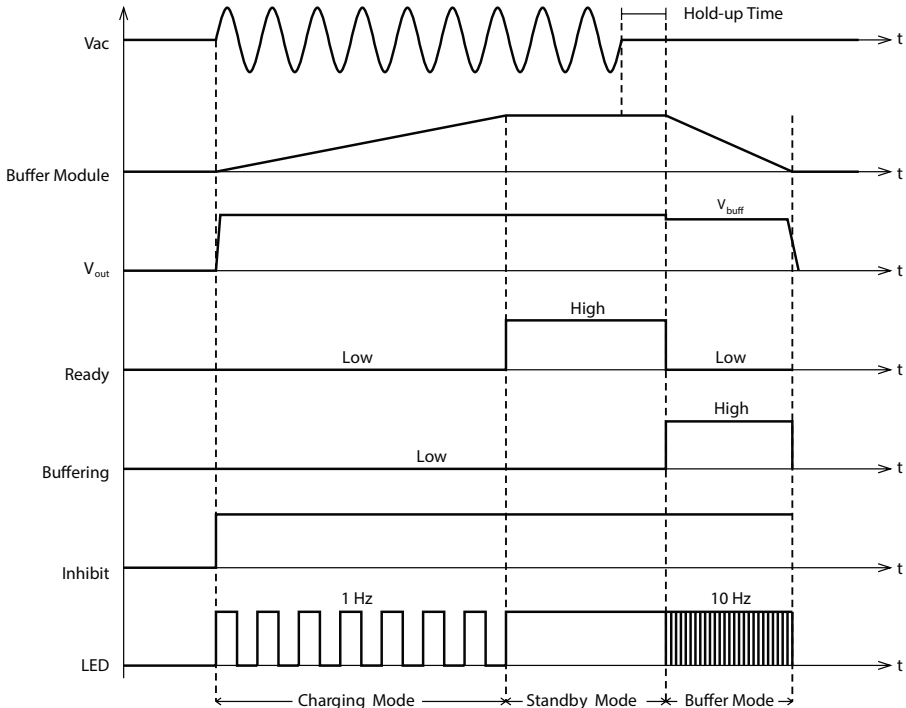 Hold-up Time
Vac
t
Buffer Module
t
V_buff
V_out
t
High
Low
Low
Ready
t
High
Low
Buffering
t
Inhibit
t
1 Hz
10 Hz
LED
t
Charging Mode
Standby Mode
Buffer Mode